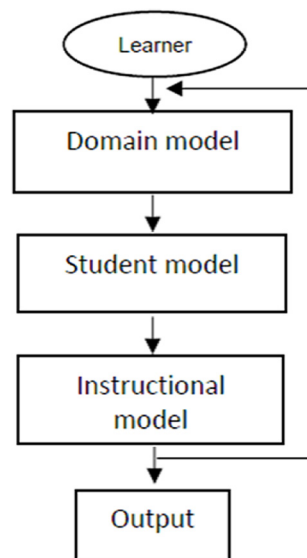 Learner
Domain model
Student model
Instructional
model
Output